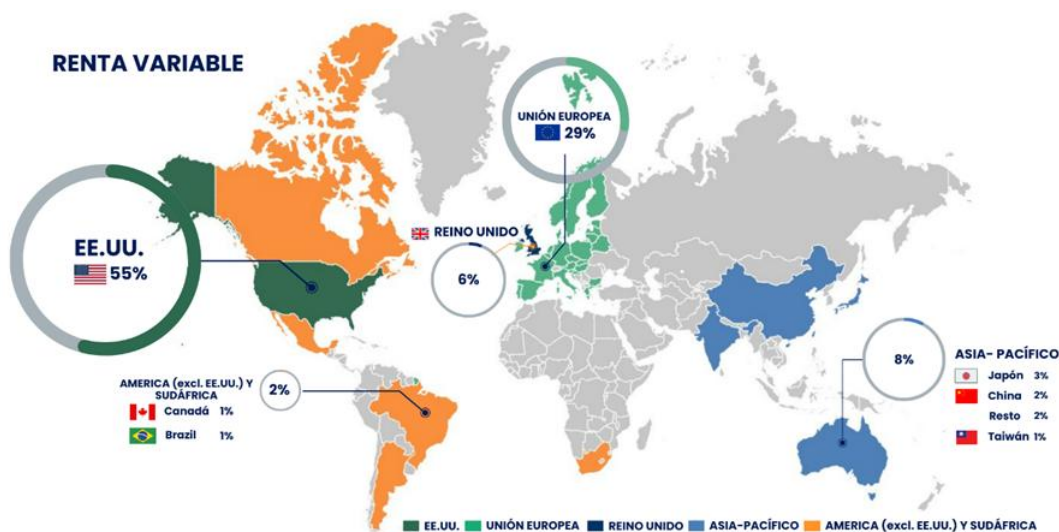 RENTA VARIABLE
UNIÓN EUROPEA
29%
EE.UU.
55%
REINO UNIDO
6%
8%
ASIA- PACÍFICO
Japón 3%
China 2%
Resto 2%
Taiwán 1%
AMERICA (excl. EE.UU.) Y
SUDÁFRICA
2%
Canadá 1%
Brazil 1%
EE.UU. UNIÓN EUROPEA REINO UNIDO ASIA-PACÍFICO AMERICA (excl. EE.UU.) Y SUDÁFRICA